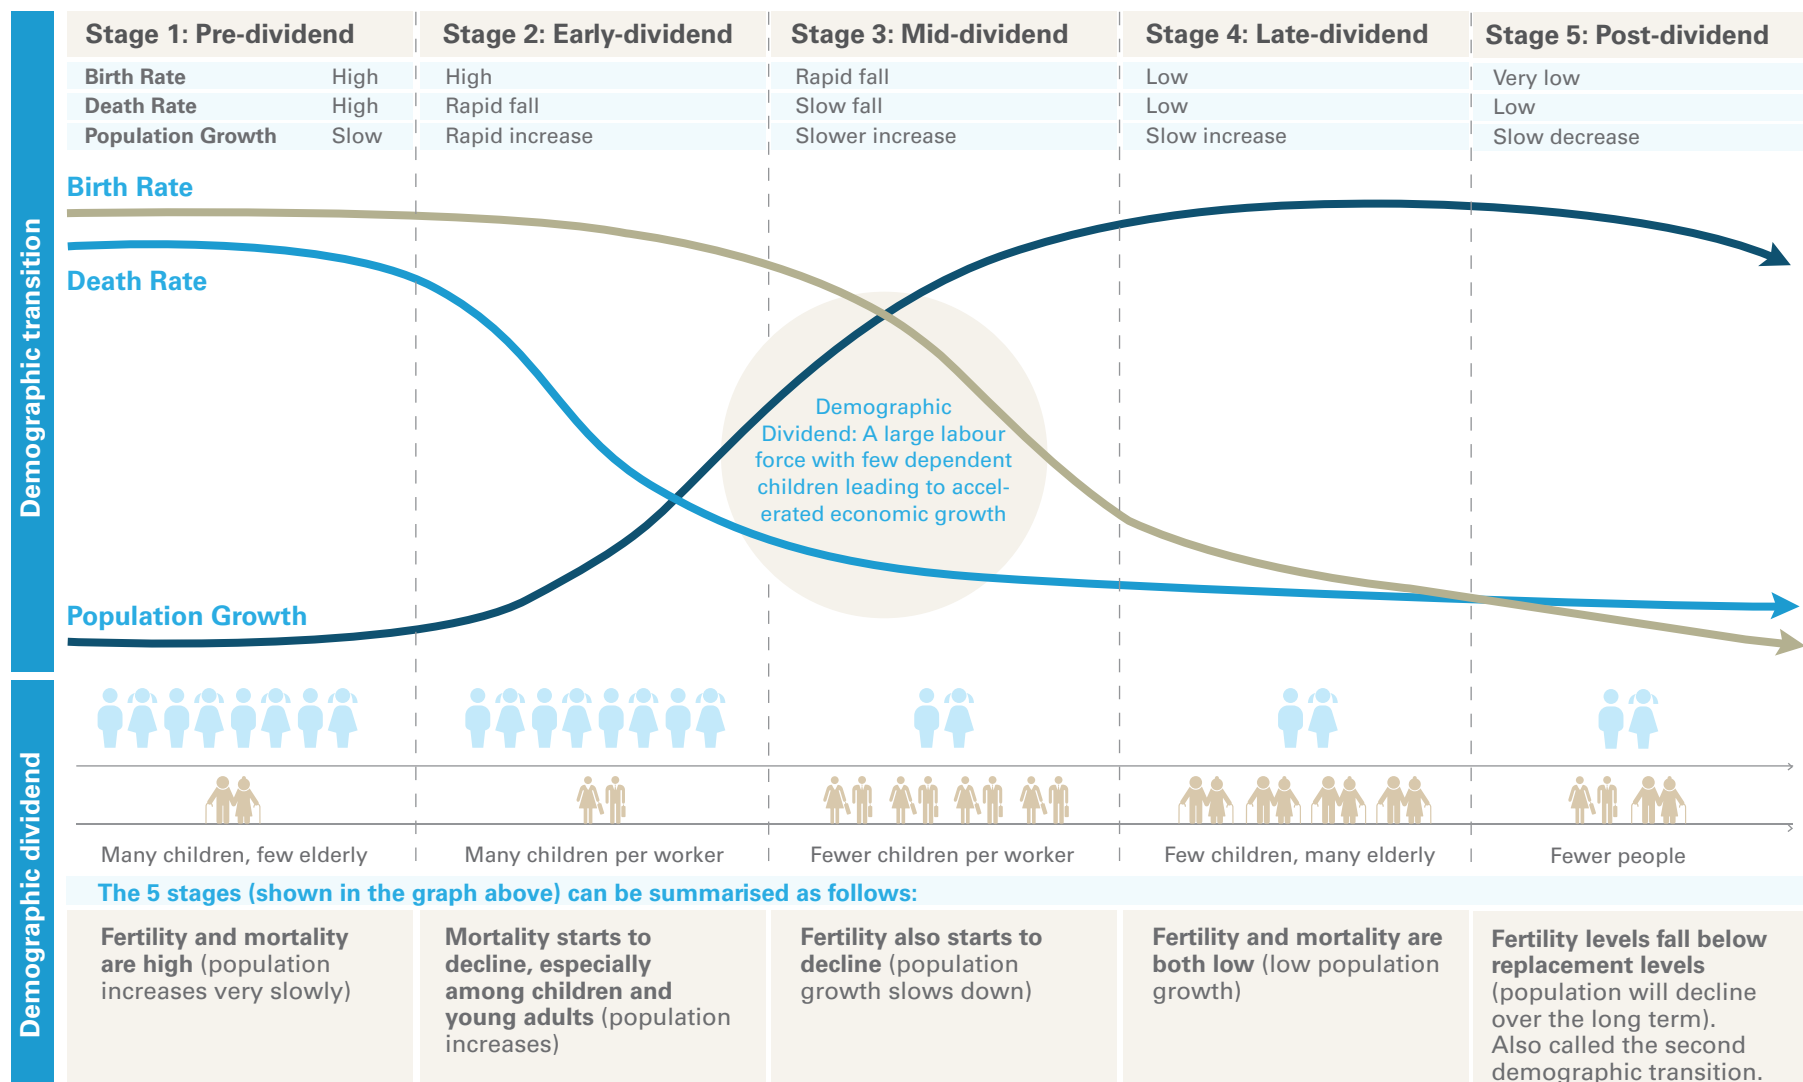 Stage 1: Pre-dividend
Stage 2: Early-dividend
Stage 3: Mid-dividend
Stage 4: Late-dividend
Stage 5: Post-dividend
Birth Rate High High Rapid fall Low Very low
Death Rate High Rapid fall Slow fall Low Low
Population Growth Slow Rapid increase Slower increase Slow increase Slow decrease
Demographic transition
Birth Rate
Death Rate
Population Growth
Demographic
Dividend: A large labour
force with few dependent
children leading to accel-
erated economic growth
Demographic dividend
Many children, few elderly
Many children per worker
Fewer children per worker
Few children, many elderly
Fewer people
The 5 stages (shown in the graph above) can be summarised as follows:
Fertility and mortality
are high (population
increases very slowly)
Mortality starts to
decline, especially
among children and
young adults (population
increases)
Fertility also starts to
decline (population
growth slows down)
Fertility and mortality are
both low (low population
growth)
Fertility levels fall below
replacement levels
(population will decline
over the long term).
Also called the second
demographic transition.